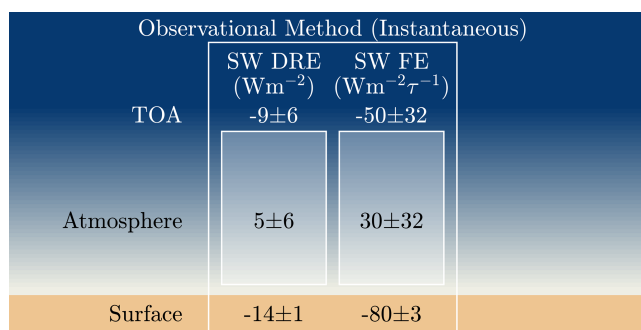 Observational Method (Instantaneous)
SW DRE SW FE
(Wm⁻²) (Wm⁻²τ⁻¹)
TOA -9±6 -50±32
Atmosphere 5±6 30±32
Surface -14±1 -80±3